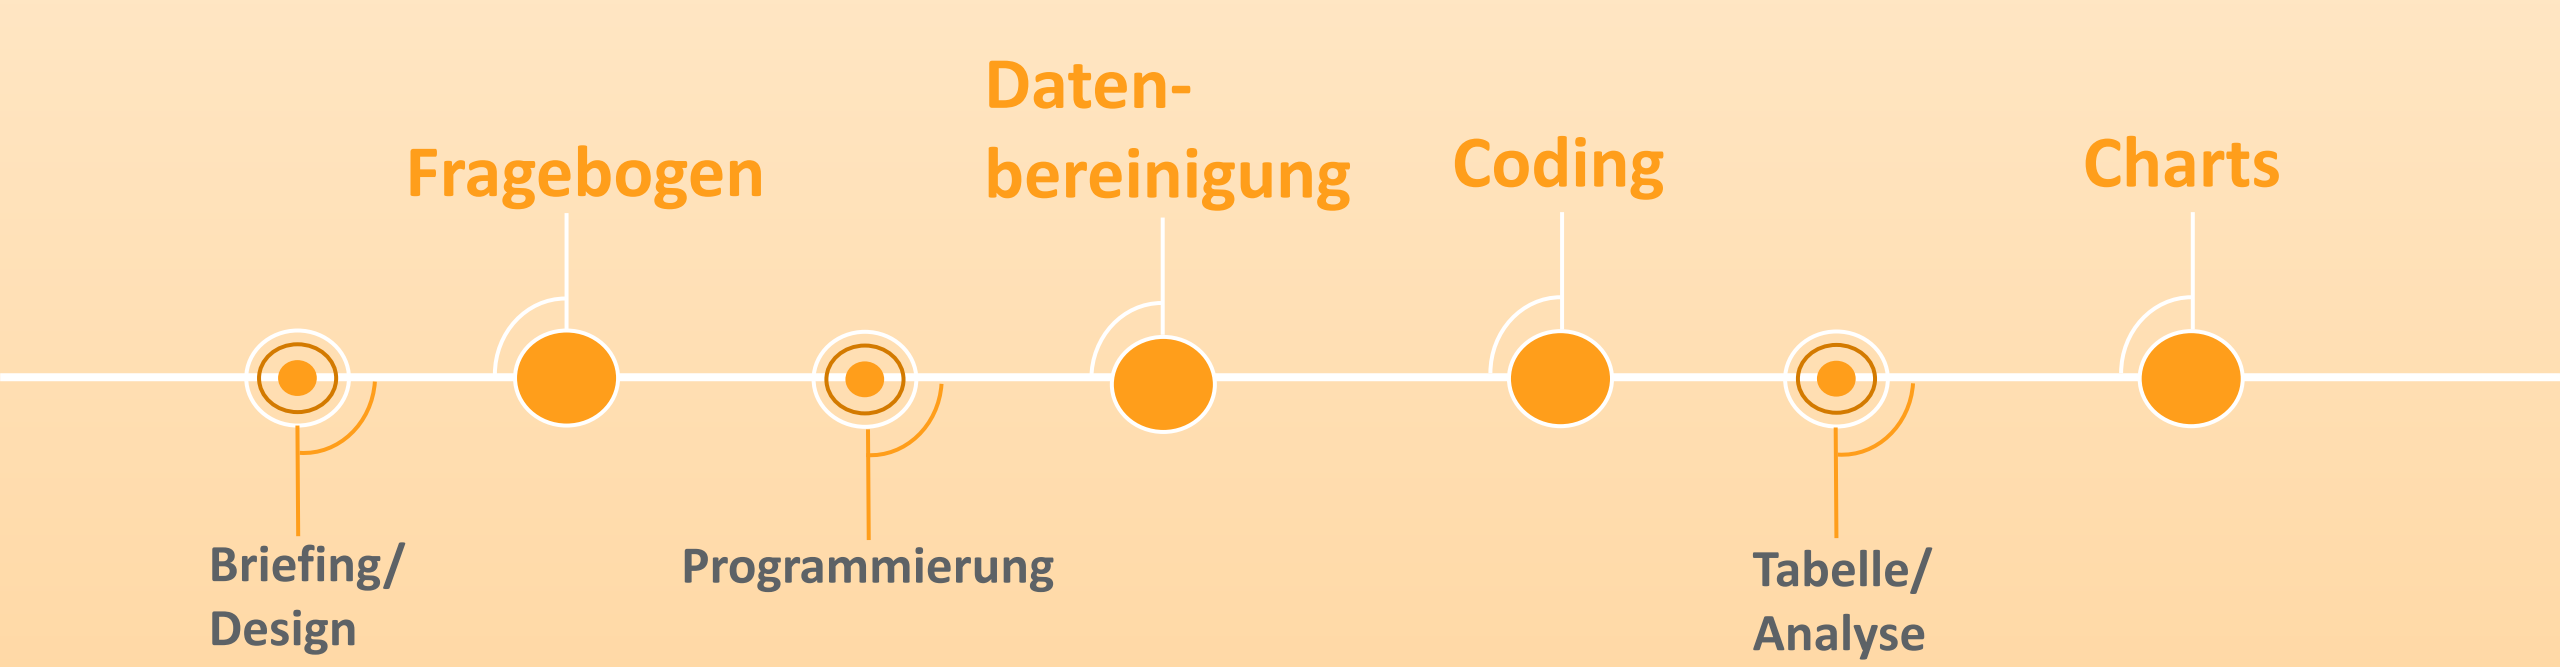 Briefing/
Design
Fragebogen
Programmierung
Daten-
bereinigung
Coding
Tabelle/
Analyse
Charts